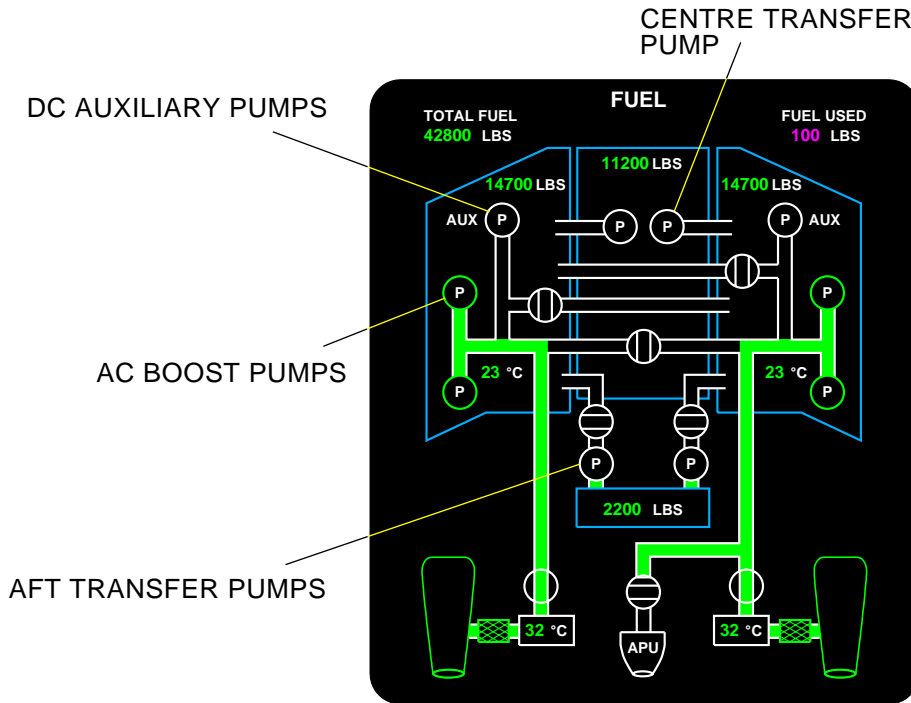 CENTRE TRANSFER
PUMP
DC AUXILIARY PUMPS
FUEL
TOTAL FUEL
42800 LBS
FUEL USED
100 LBS
11200 LBS
14700 LBS
14700 LBS
AUX P
P
P
P AUX
P
P
AC BOOST PUMPS
23 °C
23 °C
P
P
P
P
2200 LBS
AFT TRANSFER PUMPS
32 °C
APU
32 °C